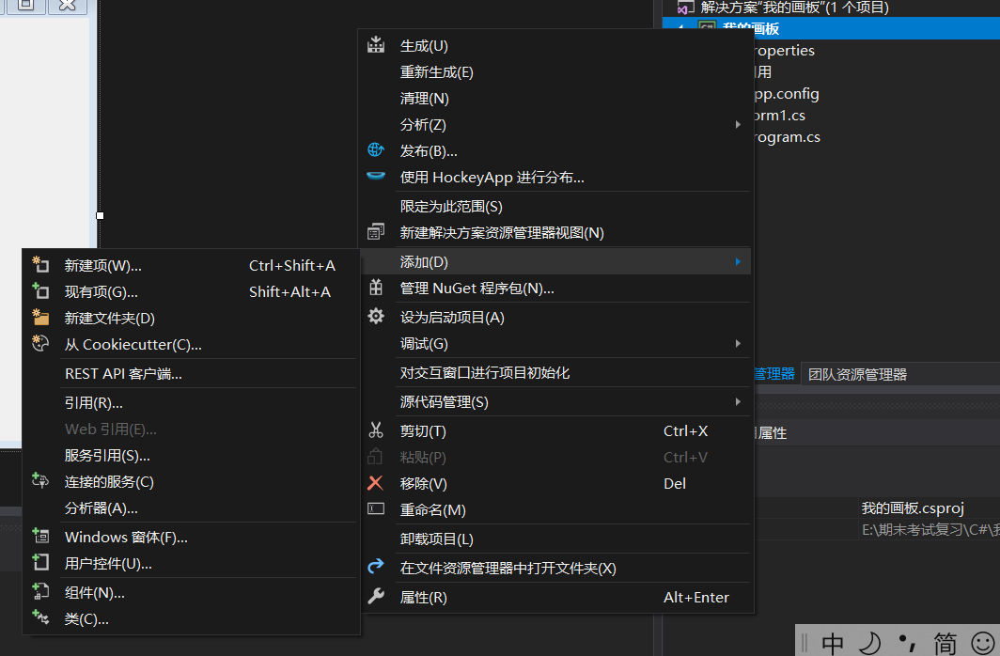 解决方案“我的画板”(1 个项目)
我的画板
roperties
用
pp.config
orm1.cs
rogram.cs
生成(U)
重新生成(E)
清理(N)
分析(Z)
发布(B)...
使用 HockeyApp 进行分布...
限定为此范围(S)
新建解决方案资源管理器视图(N)
添加(D)
管理 NuGet 程序包(N)...
设为启动项目(A)
调试(G)
对交互窗口进行项目初始化
源代码管理(S)
剪切(T) Ctrl+X
粘贴(P) Ctrl+V
移除(V) Del
重命名(M)
卸载项目(L)
在文件资源管理器中打开文件夹(X)
属性(R) Alt+Enter
新建项(W)... Ctrl+Shift+A
现有项(G)... Shift+Alt+A
新建文件夹(D)
从 Cookiecutter(C)...
REST API 客户端...
引用(R)...
Web 引用(E)...
服务引用(S)...
连接的服务(C)
分析器(A)...
Windows 窗体(F)...
用户控件(U)...
组件(N)...
类(C)...
管理器 团队资源管理器
属性
我的画板.csproj
E:\期末考试复习\C#\我
中 简